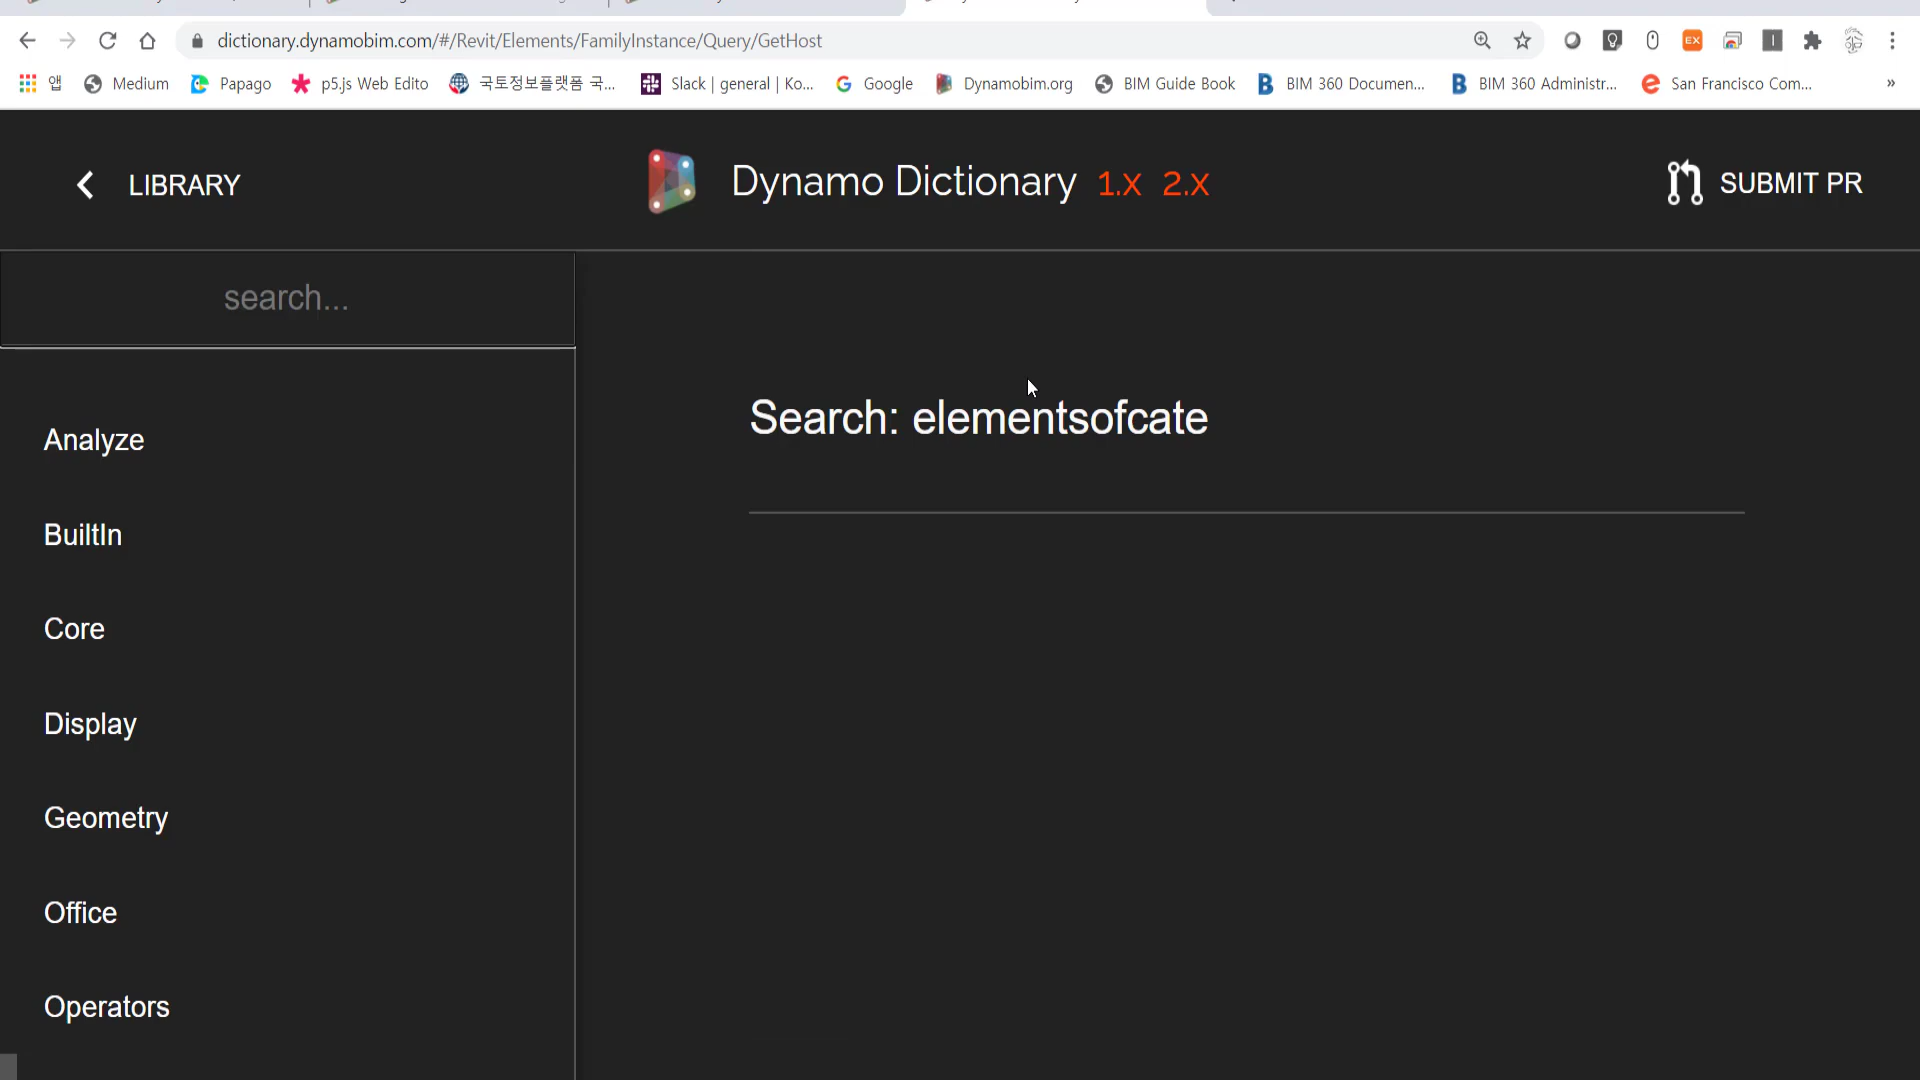 dictionary.dynamobim.com/#/Revit/Elements/FamilyInstance/Query/GetHost
EX
앱 Medium Papago p5.js Web Edito 국토정보플랫폼 국... Slack | general | Ko... Google Dynamobim.org BIM Guide Book BIM 360 Documen... BIM 360 Administr... San Francisco Com... »
LIBRARY Dynamo Dictionary 1.x 2.x SUBMIT PR
search...
Search: elementsofcate
Analyze
BuiltIn
Core
Display
Geometry
Office
Operators